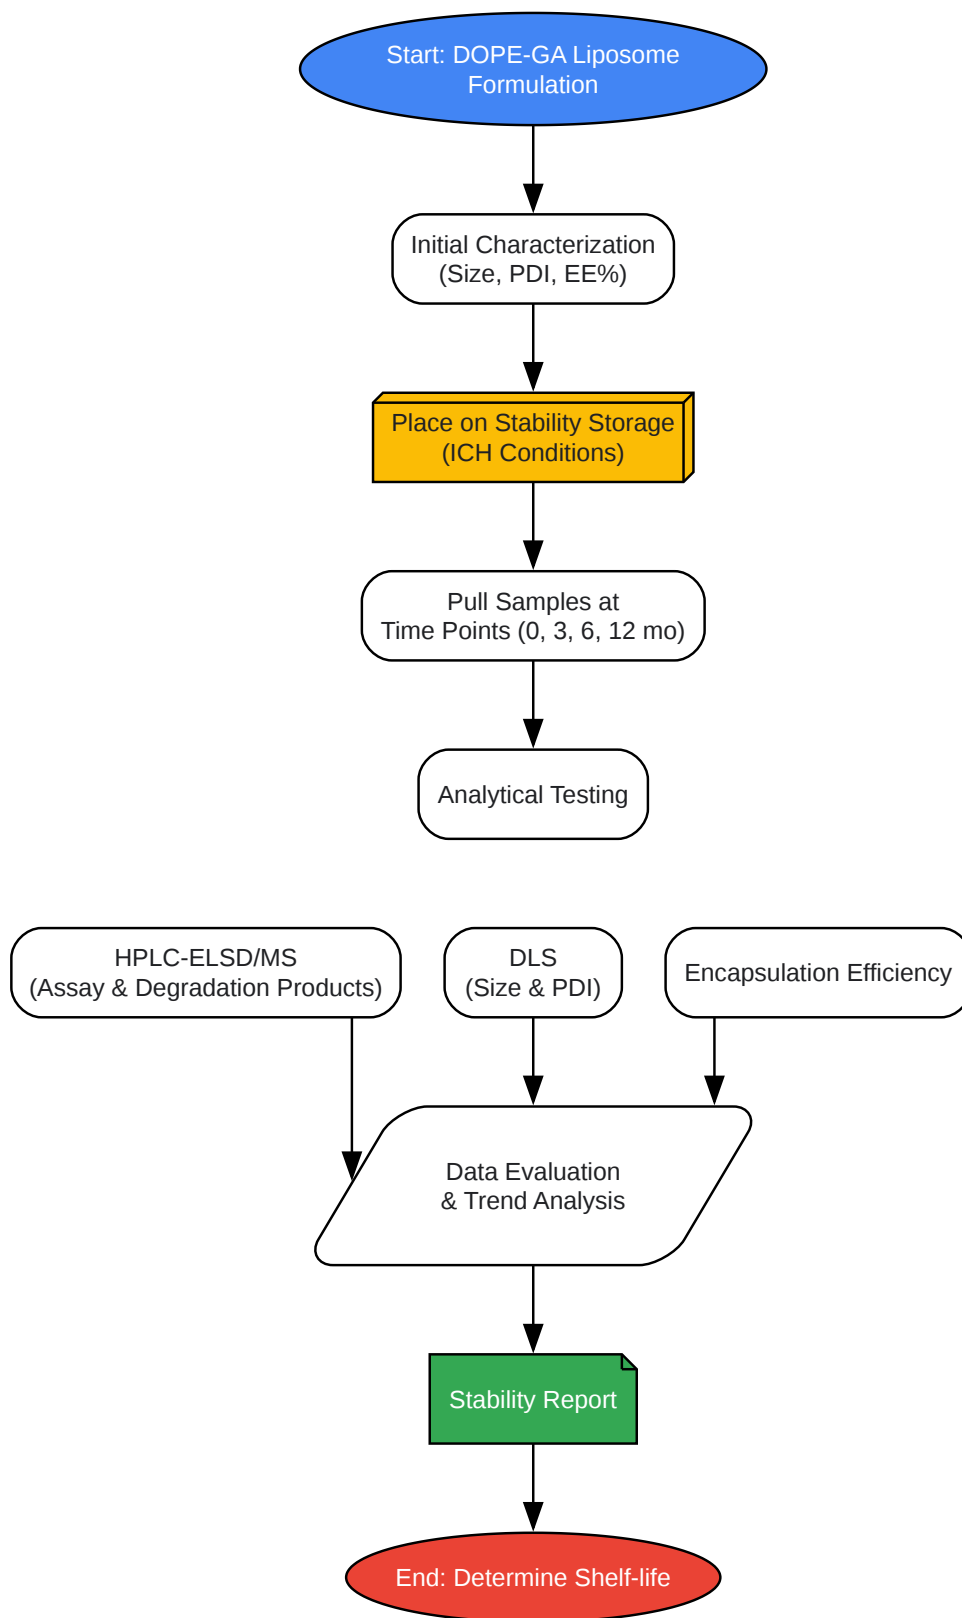 Start: DOPE-GA Liposome
Formulation
Initial Characterization
(Size, PDI, EE%)
Place on Stability Storage
(ICH Conditions)
Pull Samples at
Time Points (0, 3, 6, 12 mo)
Analytical Testing
HPLC-ELSD/MS
(Assay & Degradation Products)
DLS
(Size & PDI)
Encapsulation Efficiency
Data Evaluation
& Trend Analysis
Stability Report
End: Determine Shelf-life